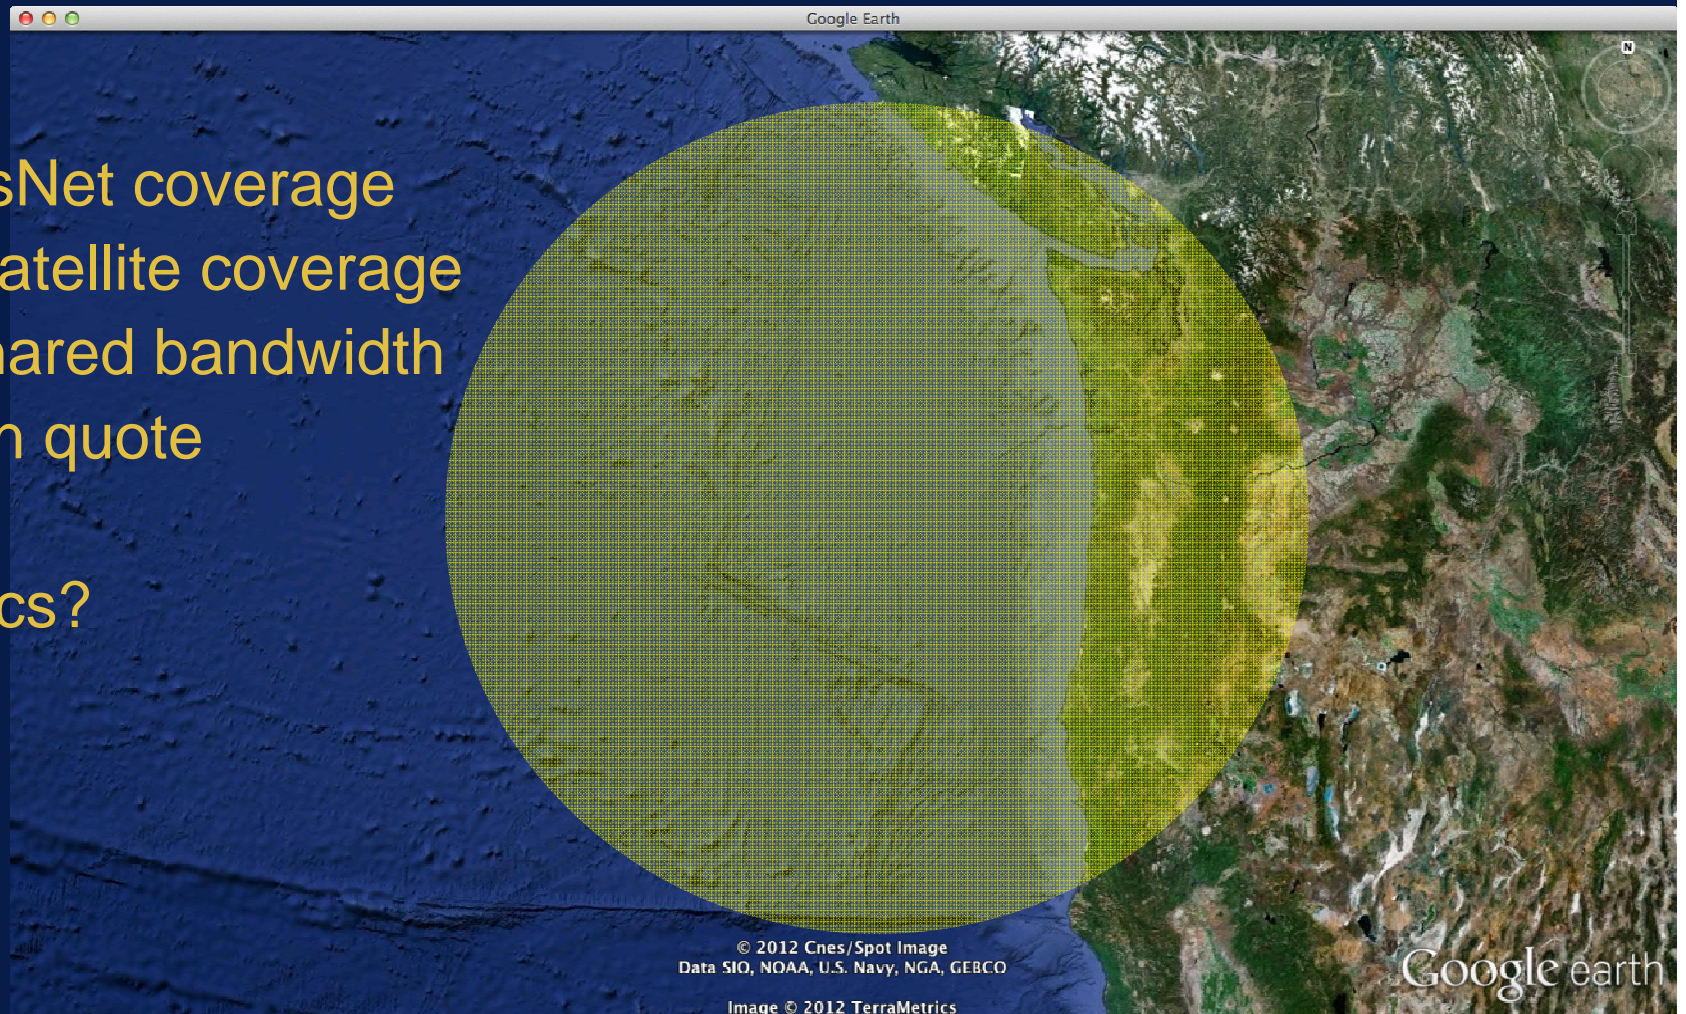 Google Earth
N
sNet coverage
atellite coverage
hared bandwidth
n quote
cs?
© 2012 Cnes/Spot Image
Data SIO, NOAA, U.S. Navy, NGA, GEBCO
Image © 2012 TerraMetrics
Google earth